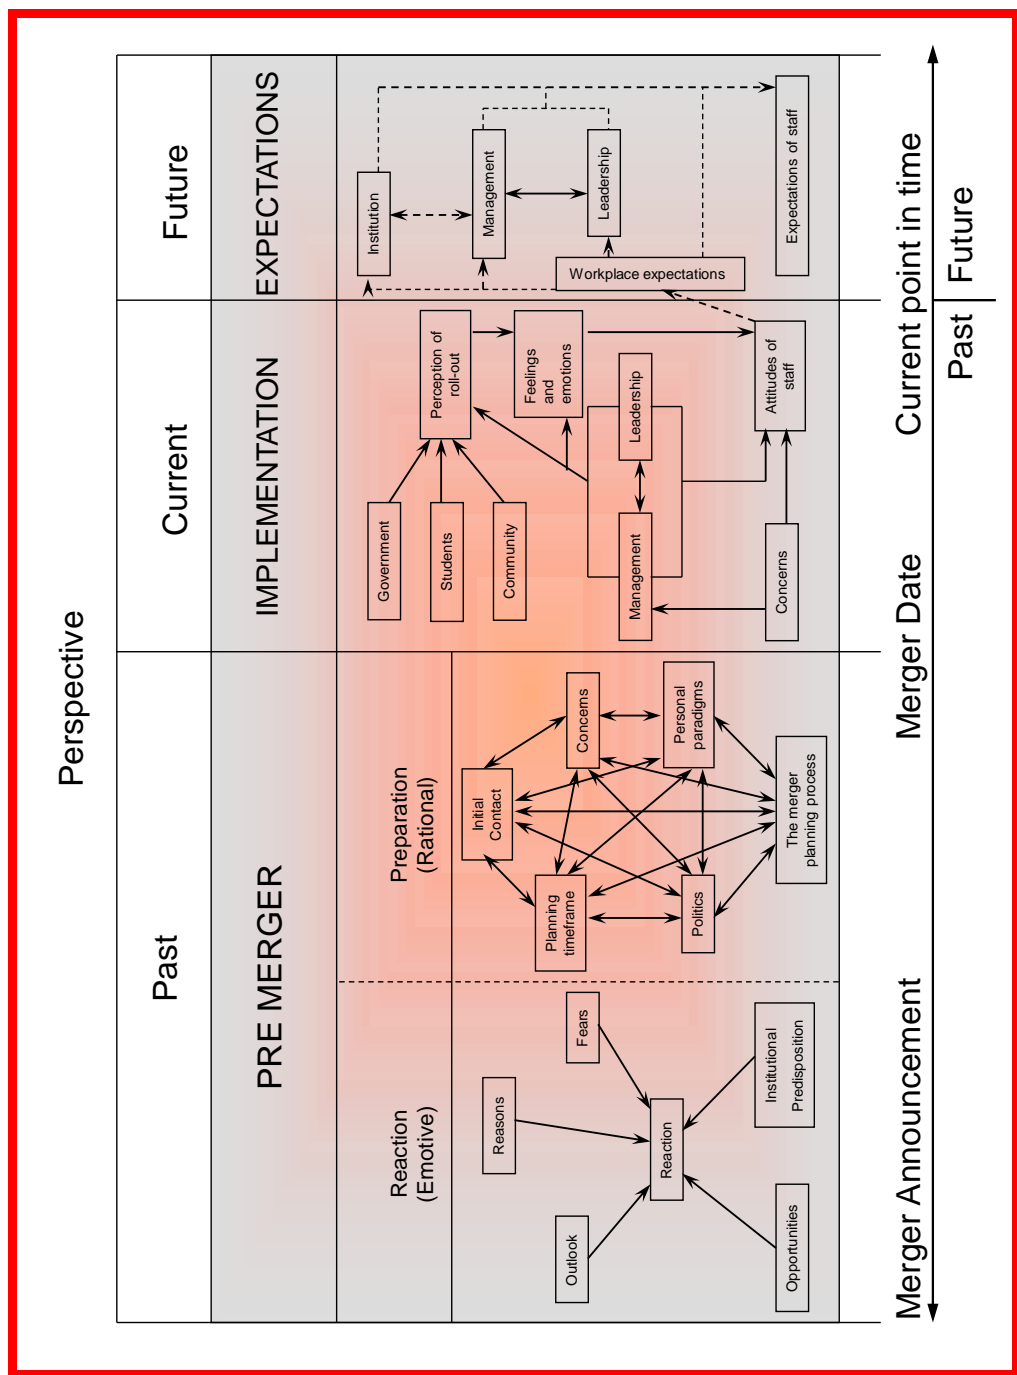 Perspective
Past
Current
Future
PRE MERGER
IMPLEMENTATION
EXPECTATIONS
Reaction
(Emotive)
Preparation
(Rational)
Outlook
Reasons
Fears
Reaction
Opportunities
Institutional
Predisposition
Initial
Contact
Concerns
Planning
timeframe
Personal
paradigms
Politics
The merger
planning process
Government
Students
Community
Perception of
roll-out
Feelings
and
emotions
Management
Leadership
Concerns
Attitudes of
staff
Institution
Management
Leadership
Workplace expectations
Expectations of staff
Merger Announcement
Merger Date
Current point in time
Past
Future